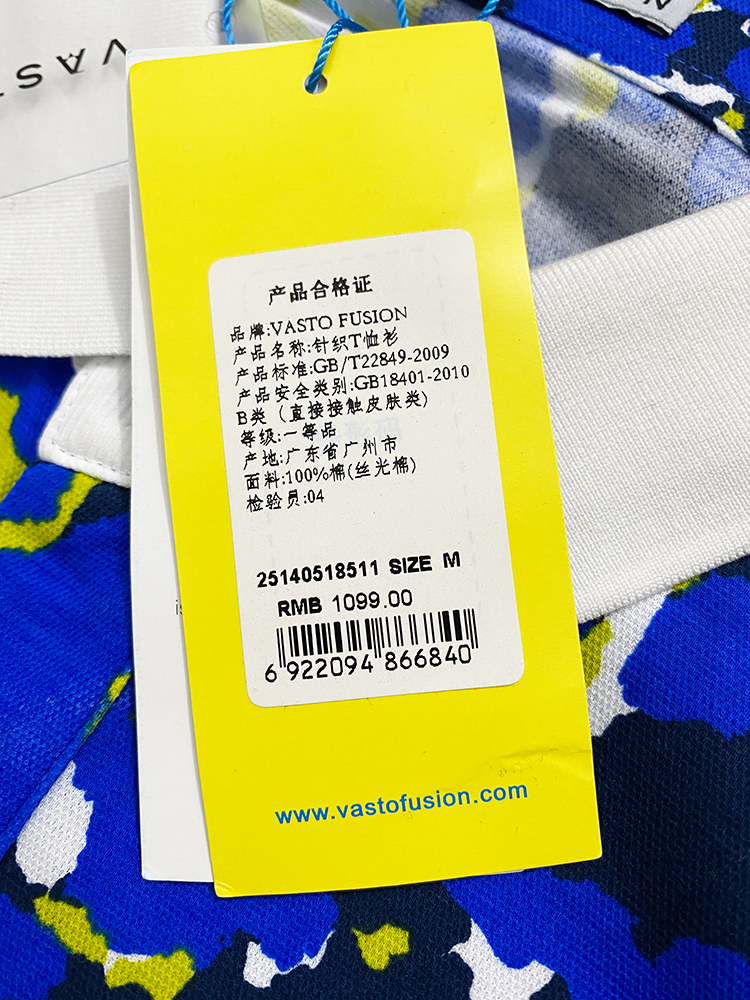 VAS
产品合格证
品牌:VASTO FUSION
产品名称:针织T恤衫
产品标准:GB/T22849-2009
产品安全类别:GB18401-2010
B类（直接接触皮肤类)
等级:一等品
产地:广东省广州市
面料:100%棉(丝光棉)
检验员:04
25140518511 SIZE M
RMB 1099.00
6 922094 866840
www.vastofusion.com